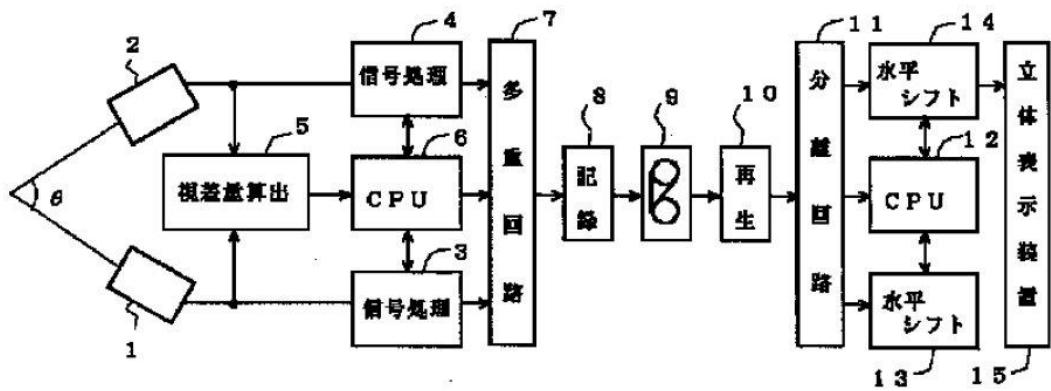 2
4
7
11
14
信号処理
多重回路
8
9
10
分離回路
水平
シフト
立体表示装置
5
6
12
θ
視差量算出
CPU
記録
再生
CPU
3
1
信号処理
水平
シフト
13
15